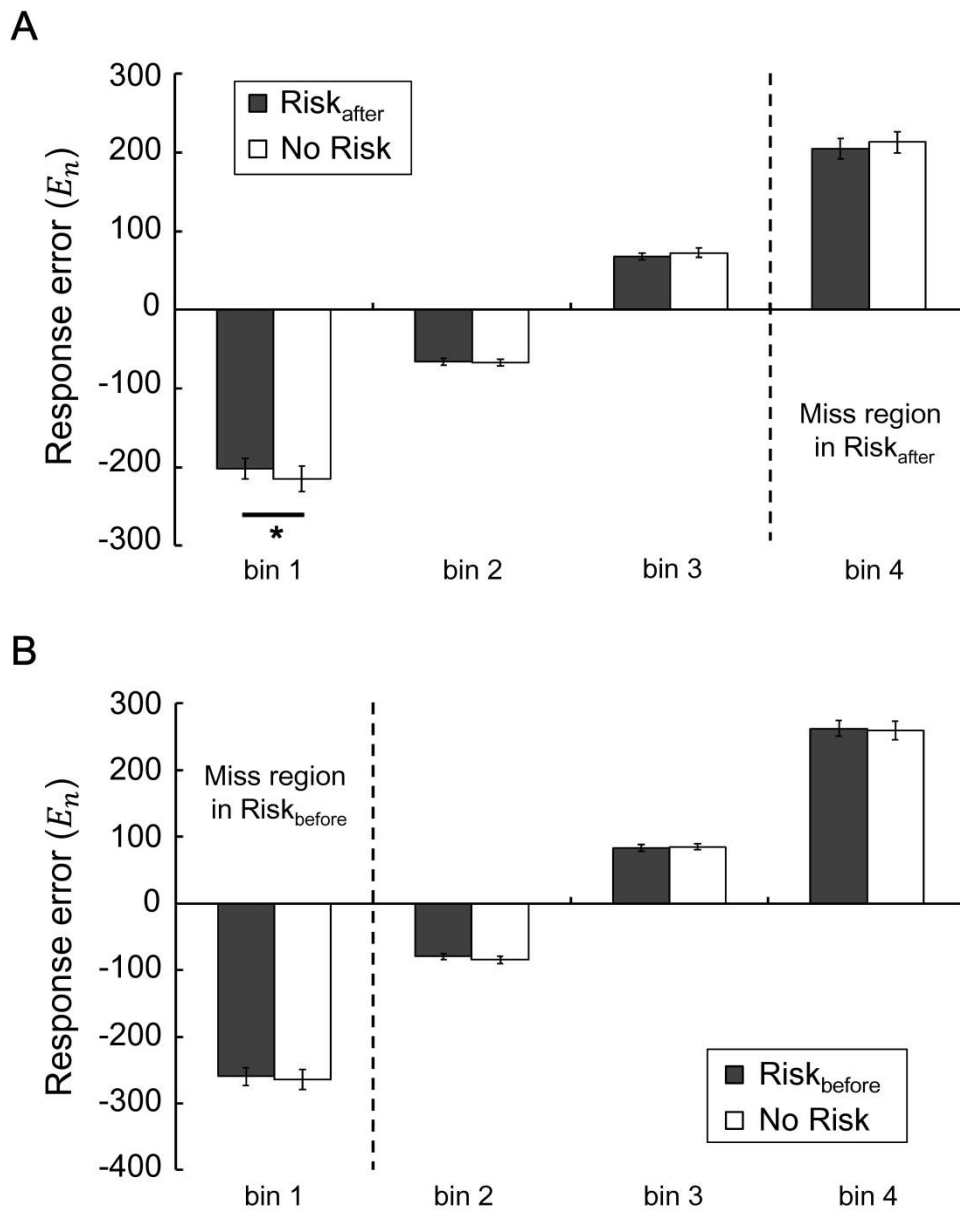 A
300
200
100
0
-100
-200
-300
Response error (Eₙ)
Risk_after
No Risk
Miss region
in Risk_after
*
bin 1 bin 2 bin 3 bin 4
B
300
200
100
0
-100
-200
-300
-400
Response error (Eₙ)
Miss region
in Risk_before
Risk_before
No Risk
bin 1 bin 2 bin 3 bin 4